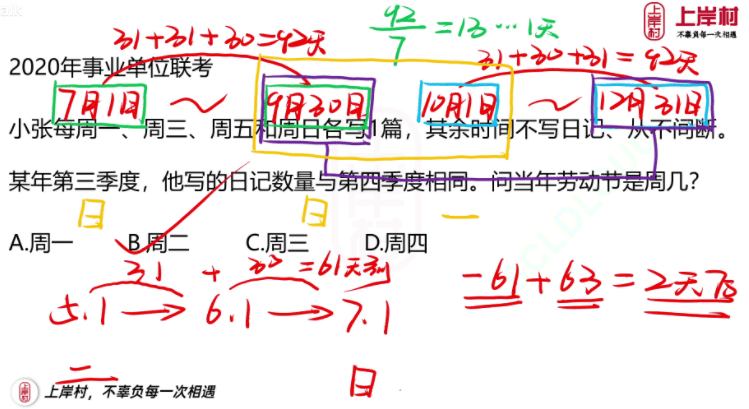 92/7 = 13 … 1天
上岸村
不辜负每一次相遇
31+31+30=92天
31+30+31=92天
2020年事业单位联考
7月1日 ~ 9月30日 10月1日 ~ 12月31日
小张每周一、周三、周五和周日各写1篇,其余时间不写日记、从不间断。
某年第三季度,他写的日记数量与第四季度相同。问当年劳动节是周几?
日 日 一
A.周一 B.周二 C.周三 D.周四
31 + 30 = 61天
-61+63=2天后
5.1 → 6.1 → 7.1
二 日
上岸村,不辜负每一次相遇